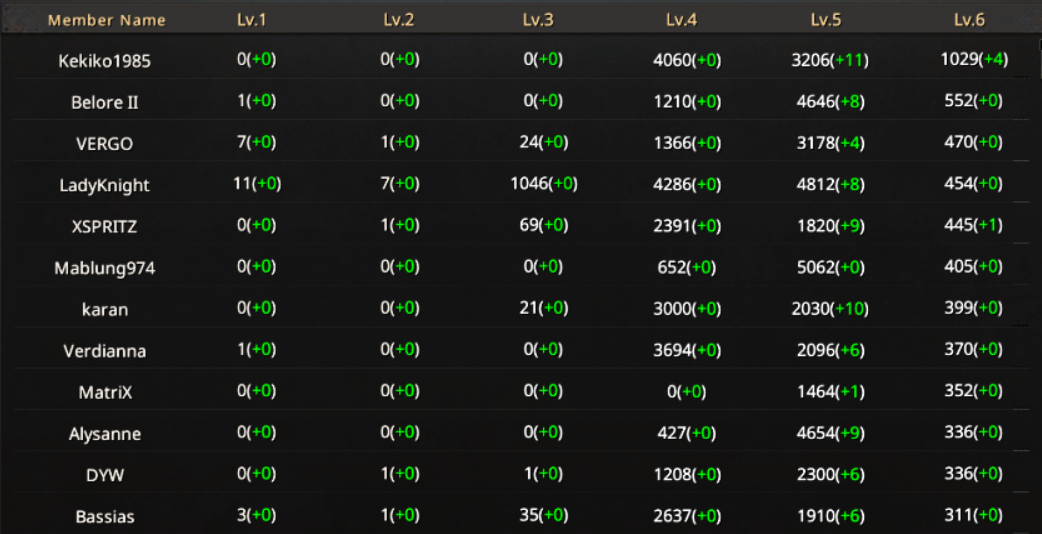 Member Name Lv.1 Lv.2 Lv.3 Lv.4 Lv.5 Lv.6
Kekiko1985 0(+0) 0(+0) 0(+0) 4060(+0) 3206(+11) 1029(+4)
Belore II 1(+0) 0(+0) 0(+0) 1210(+0) 4646(+8) 552(+0)
VERGO 7(+0) 1(+0) 24(+0) 1366(+0) 3178(+4) 470(+0)
LadyKnight 11(+0) 7(+0) 1046(+0) 4286(+0) 4812(+8) 454(+0)
XSPRITZ 0(+0) 1(+0) 69(+0) 2391(+0) 1820(+9) 445(+1)
Mablung974 0(+0) 0(+0) 0(+0) 652(+0) 5062(+0) 405(+0)
karan 0(+0) 0(+0) 21(+0) 3000(+0) 2030(+10) 399(+0)
Verdianna 1(+0) 0(+0) 0(+0) 3694(+0) 2096(+6) 370(+0)
MatriX 0(+0) 0(+0) 0(+0) 0(+0) 1464(+1) 352(+0)
Alysanne 0(+0) 0(+0) 0(+0) 427(+0) 4654(+9) 336(+0)
DYW 0(+0) 1(+0) 1(+0) 1208(+0) 2300(+6) 336(+0)
Bassias 3(+0) 1(+0) 35(+0) 2637(+0) 1910(+6) 311(+0)